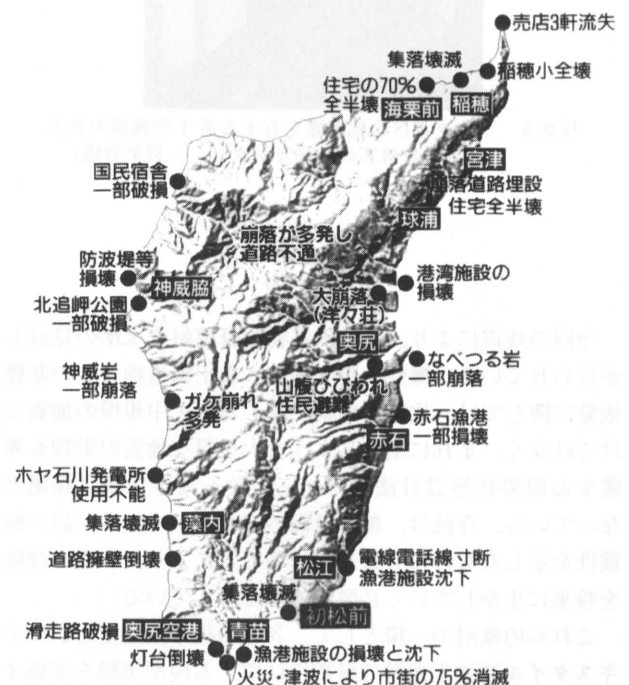 売店3軒流失
集落壊滅
稲穂小全壊
住宅の70%
全半壊
海栗前
稲穂
宮津
崩落道路埋設
住宅全半壊
国民宿舎
一部破損
球浦
崩落が多発し
道路不通
防波堤等
損壊
神威脇
港湾施設の
損壊
大崩落
(洋々荘)
北追岬公園
一部破損
奥尻
なべつる岩
一部崩落
神威岩
一部崩落
ガケ崩れ
多発
山腹ひびわれ
住民避難
赤石漁港
一部損壊
赤石
ホヤ石川発電所
使用不能
集落壊滅
藻内
道路擁壁倒壊
松江
電線電話線寸断
漁港施設沈下
集落壊滅
初松前
滑走路破損
奥尻空港
青苗
灯台倒壊
漁港施設の損壊と沈下
火災・津波により市街の75%消滅